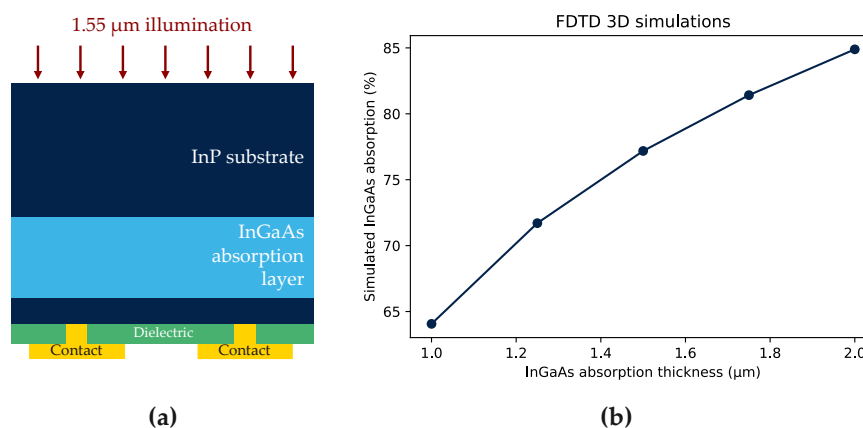 1.55 µm illumination
InP substrate
InGaAs
absorption
layer
Dielectric
Contact Contact
(a)
FDTD 3D simulations
Simulated InGaAs absorption (%)
85
80
75
70
65
1.0 1.2 1.4 1.6 1.8 2.0
InGaAs absorption thickness (µm)
(b)